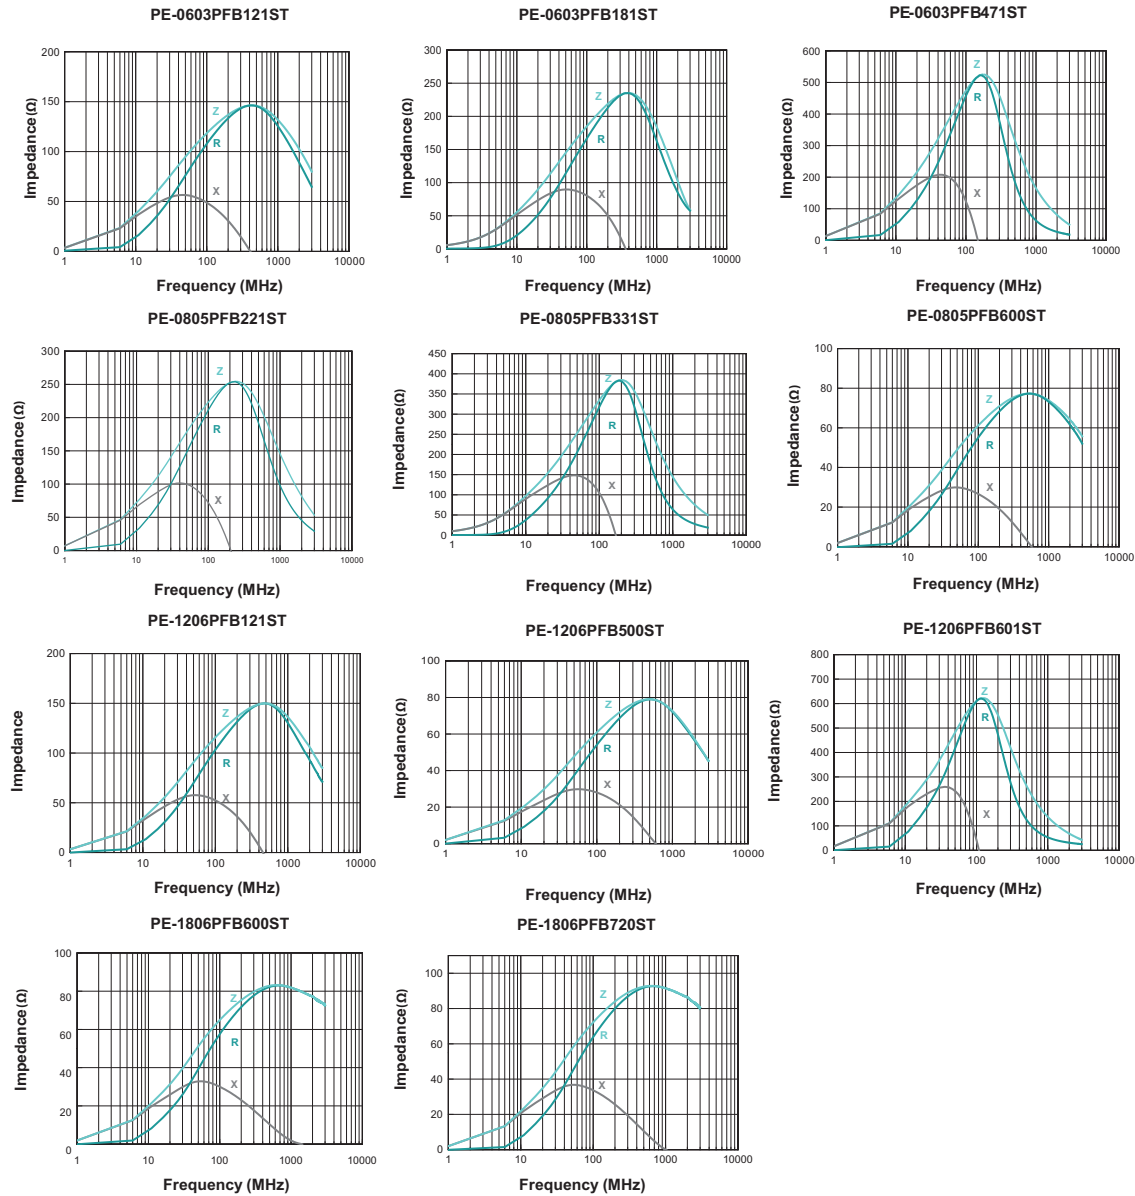 PE-0603PFB121ST
200
150
100
50
0
Impedance(Ω)
Z
R
X
1 10 100 1000 10000
Frequency (MHz)
PE-0603PFB181ST
300
250
200
150
100
50
0
Impedance(Ω)
Z
R
X
1 10 100 1000 10000
Frequency (MHz)
PE-0603PFB471ST
600
500
400
600
200
100
0
Impedance(Ω)
Z
R
X
1 10 100 1000 10000
Frequency (MHz)
PE-0805PFB221ST
300
250
200
150
100
50
0
Impedance(Ω)
Z
R
X
1 10 100 1000 10000
Frequency (MHz)
PE-0805PFB331ST
450
400
350
300
250
200
150
100
50
0
Impedance(Ω)
Z
R
X
1 10 100 1000 10000
Frequency (MHz)
PE-0805PFB600ST
100
80
60
40
20
0
Impedance(Ω)
Z
R
X
1 10 100 1000 10000
Frequency (MHz)
PE-1206PFB121ST
200
150
100
50
0
Impedance
Z
R
X
1 10 100 1000 10000
Frequency (MHz)
PE-1206PFB500ST
100
80
60
40
20
0
Impedance(Ω)
Z
R
X
1 10 100 1000 10000
Frequency (MHz)
PE-1206PFB601ST
800
700
600
500
400
300
200
100
0
Impedance(Ω)
Z
R
X
1 10 100 1000 10000
Frequency (MHz)
PE-1806PFB600ST
100
80
60
40
20
0
Impedance(Ω)
Z
R
X
1 10 100 1000 10000
Frequency (MHz)
PE-1806PFB720ST
100
80
60
40
20
0
Impedance(Ω)
Z
R
X
1 10 100 1000 10000
Frequency (MHz)